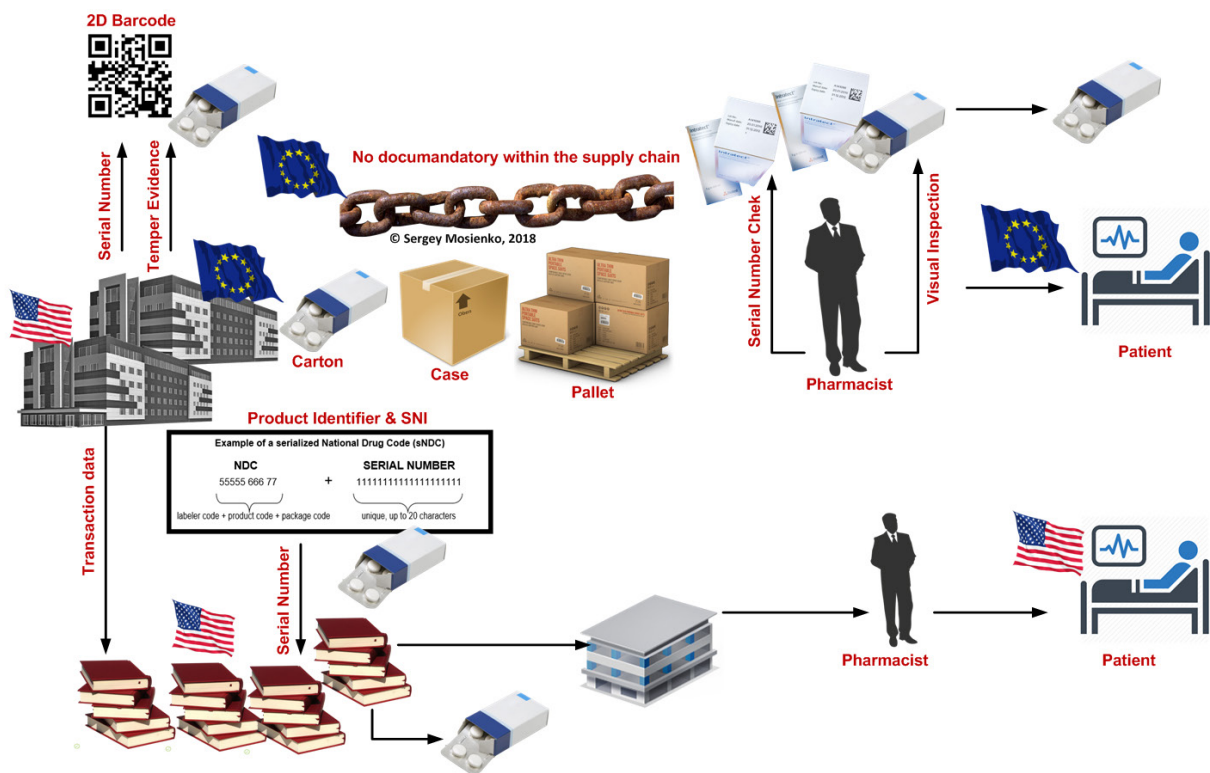 2D Barcode
Serial Number
Temper Evidence
No documandatory within the supply chain
© Sergey Mosienko, 2018
Carton
Case
Pallet
Serial Number Chek
Visual Inspection
Pharmacist
Patient
Product Identifier & SNI
Example of a serialized National Drug Code (sNDC)
NDC
SERIAL NUMBER
55555 666 77
+
11111111111111111111
labeler code + product code + package code
unique, up to 20 characters
Transaction data
Serial Number
Pharmacist
Patient